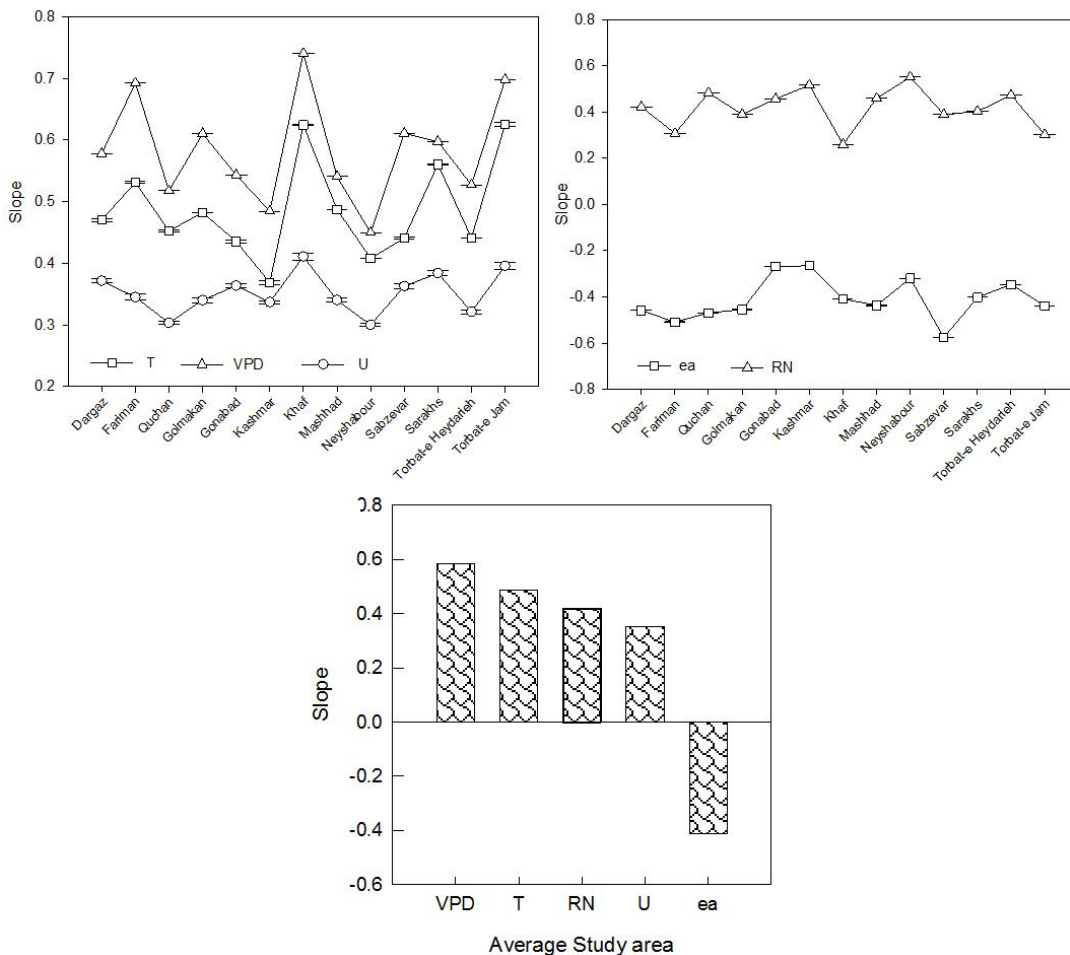 0.8
0.7
0.6
0.5
0.4
0.3
0.2
Slope
T VPD U
Dargaz
Fariman
Quchan
Golmakan
Gonabad
Kashmar
Khaf
Mashhad
Neyshabour
Sabzevar
Sarakhs
Torbat-e Heydarieh
Torbat-e Jam
0.8
0.6
0.4
0.2
0.0
-0.2
-0.4
-0.6
-0.8
Slope
ea RN
Dargaz
Fariman
Quchan
Golmakan
Gonabad
Kashmar
Khaf
Mashhad
Neyshabour
Sabzevar
Sarakhs
Torbat-e Heydarieh
Torbat-e Jam
0.8
0.6
0.4
0.2
0.0
-0.2
-0.4
-0.6
Slope
VPD T RN U ea
Average Study area